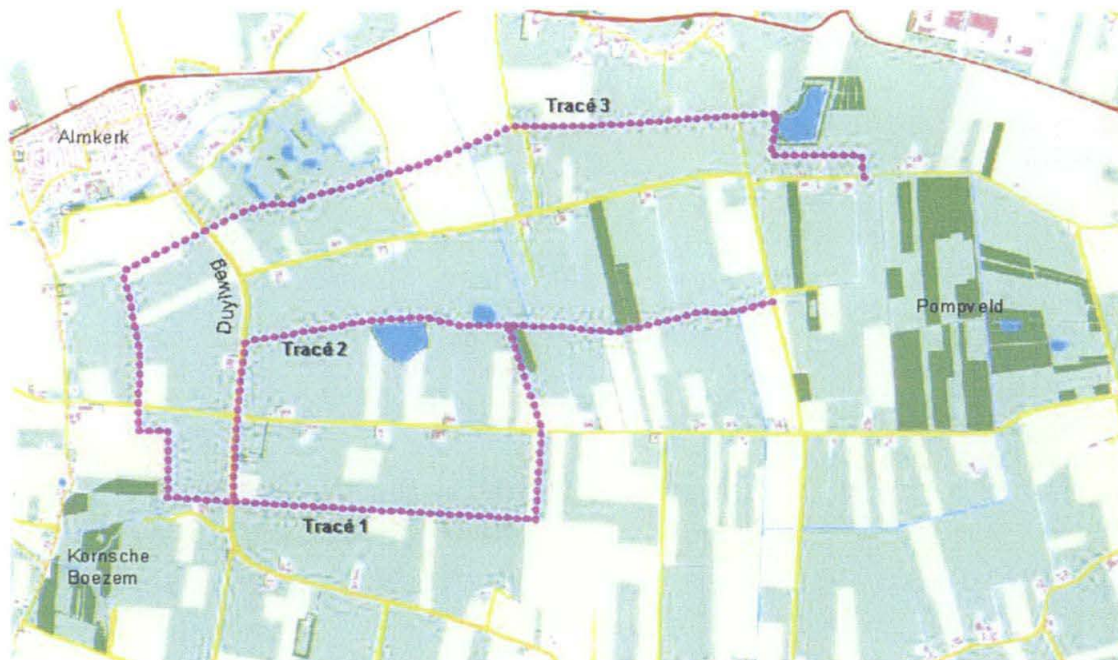 Tracé 3
Almkerk
Duylweg
Pompveld
Tracé 2
Tracé 1
Kornsche
Boezem